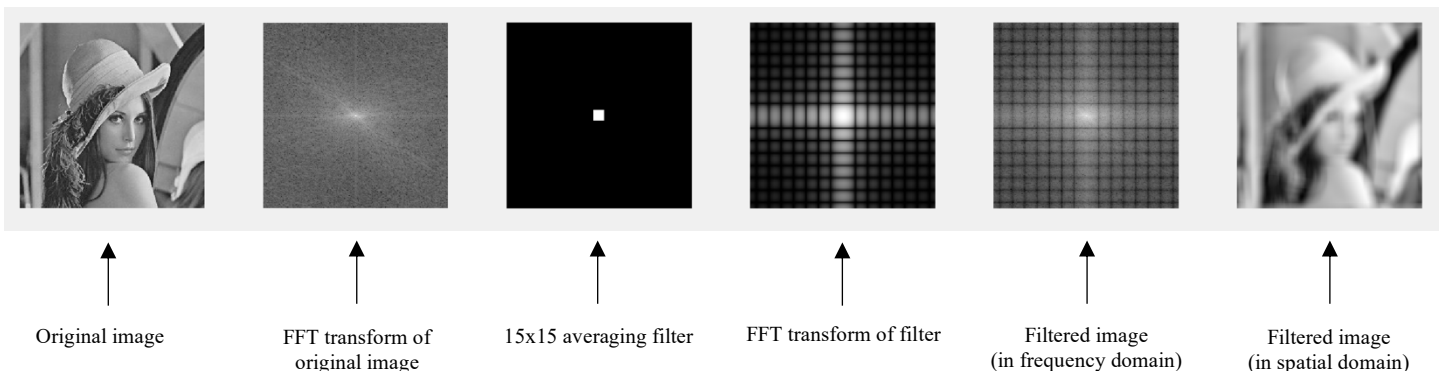 Original image
FFT transform of
original image
15x15 averaging filter
FFT transform of filter
Filtered image
(in frequency domain)
Filtered image
(in spatial domain)